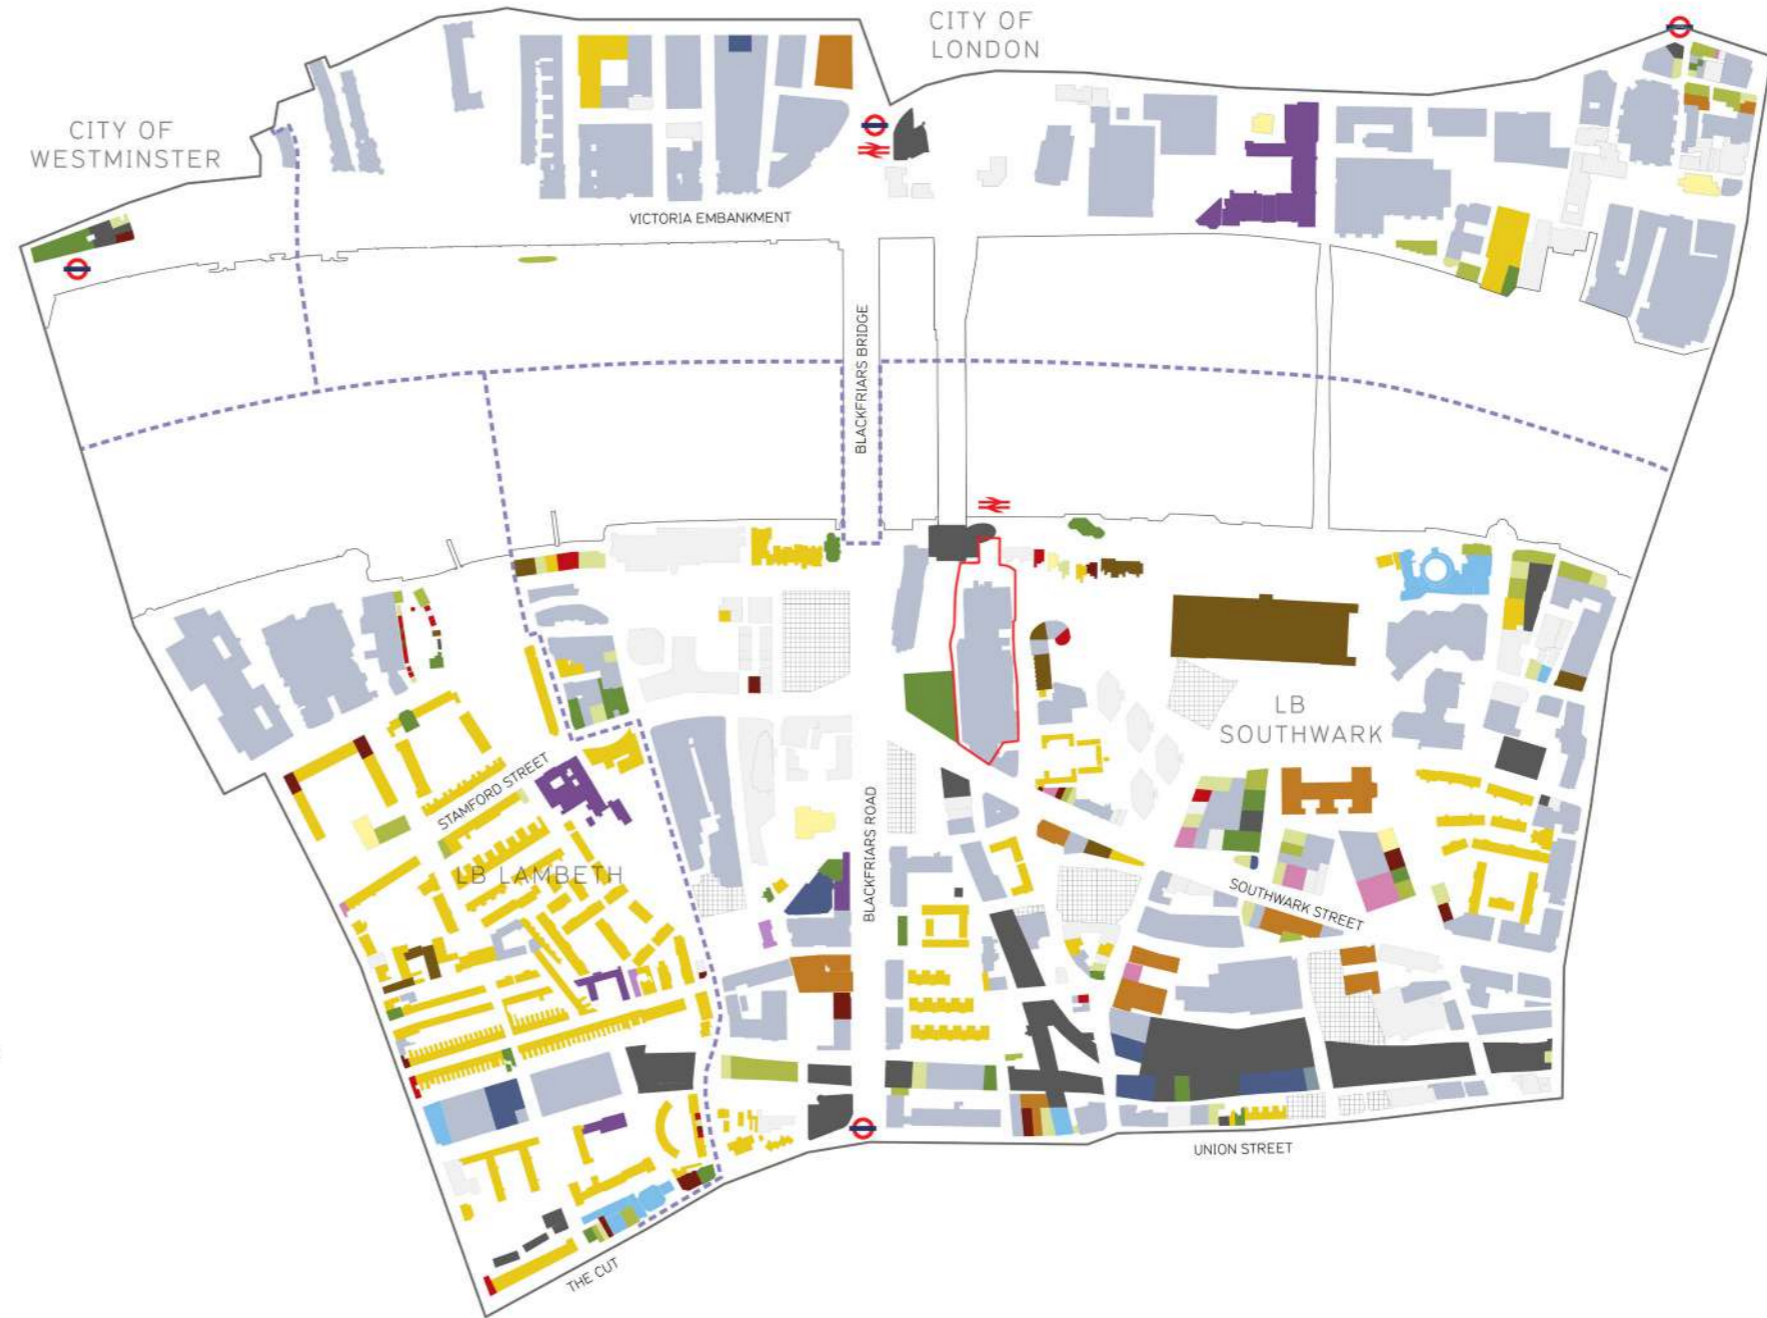 CITY OF
LONDON
CITY OF
WESTMINSTER
VICTORIA EMBANKMENT
BLACKFRIARS BRIDGE
LB
SOUTHWARK
STAMFORD STREET
BLACKFRIARS ROAD
LB LAMBETH
SOUTHWARK STREET
UNION STREET
THE CUT